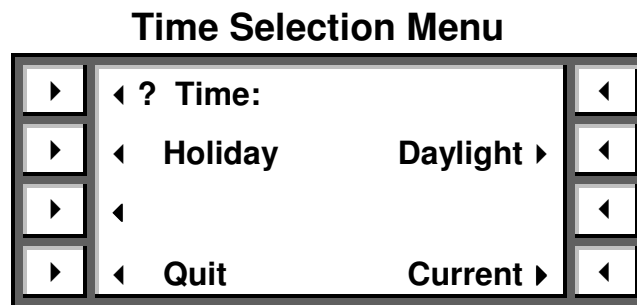 Time Selection Menu
? Time:
Holiday Daylight
Quit Current